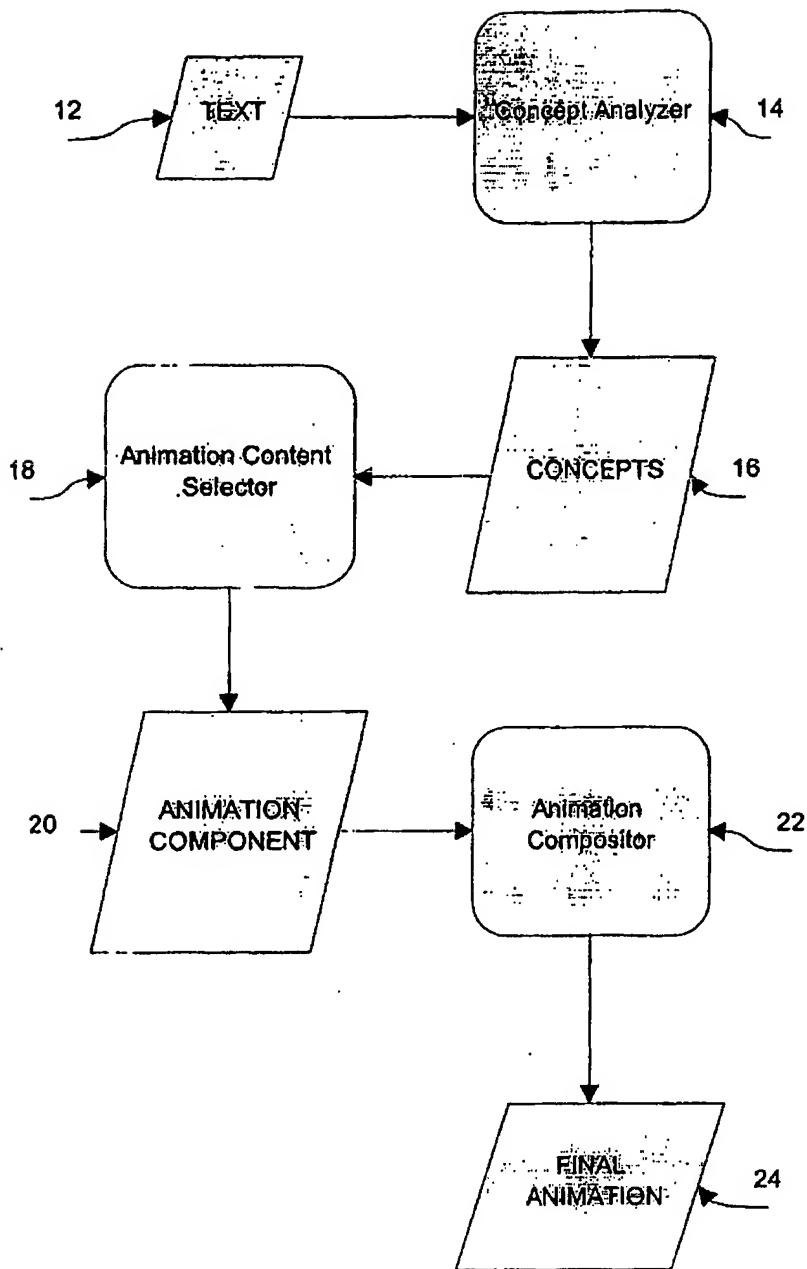 12
TEXT
Concept Analyzer
14
18
Animation Content
Selector
CONCEPTS
16
20
ANIMATION
COMPONENT
Animation
Compositor
22
FINAL
ANIMATION
24